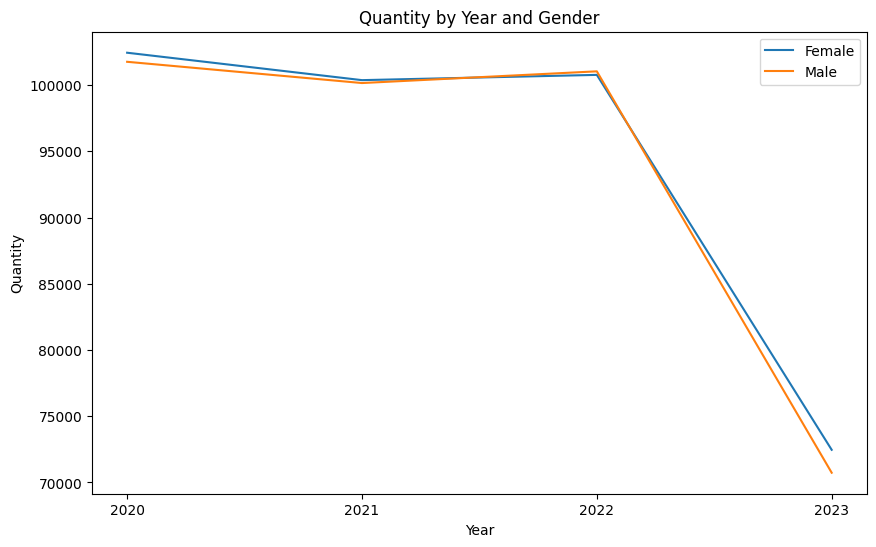 Quantity by Year and Gender
Female
Male
100000
95000
90000
85000
80000
75000
70000
Quantity
2020
2021
2022
2023
Year